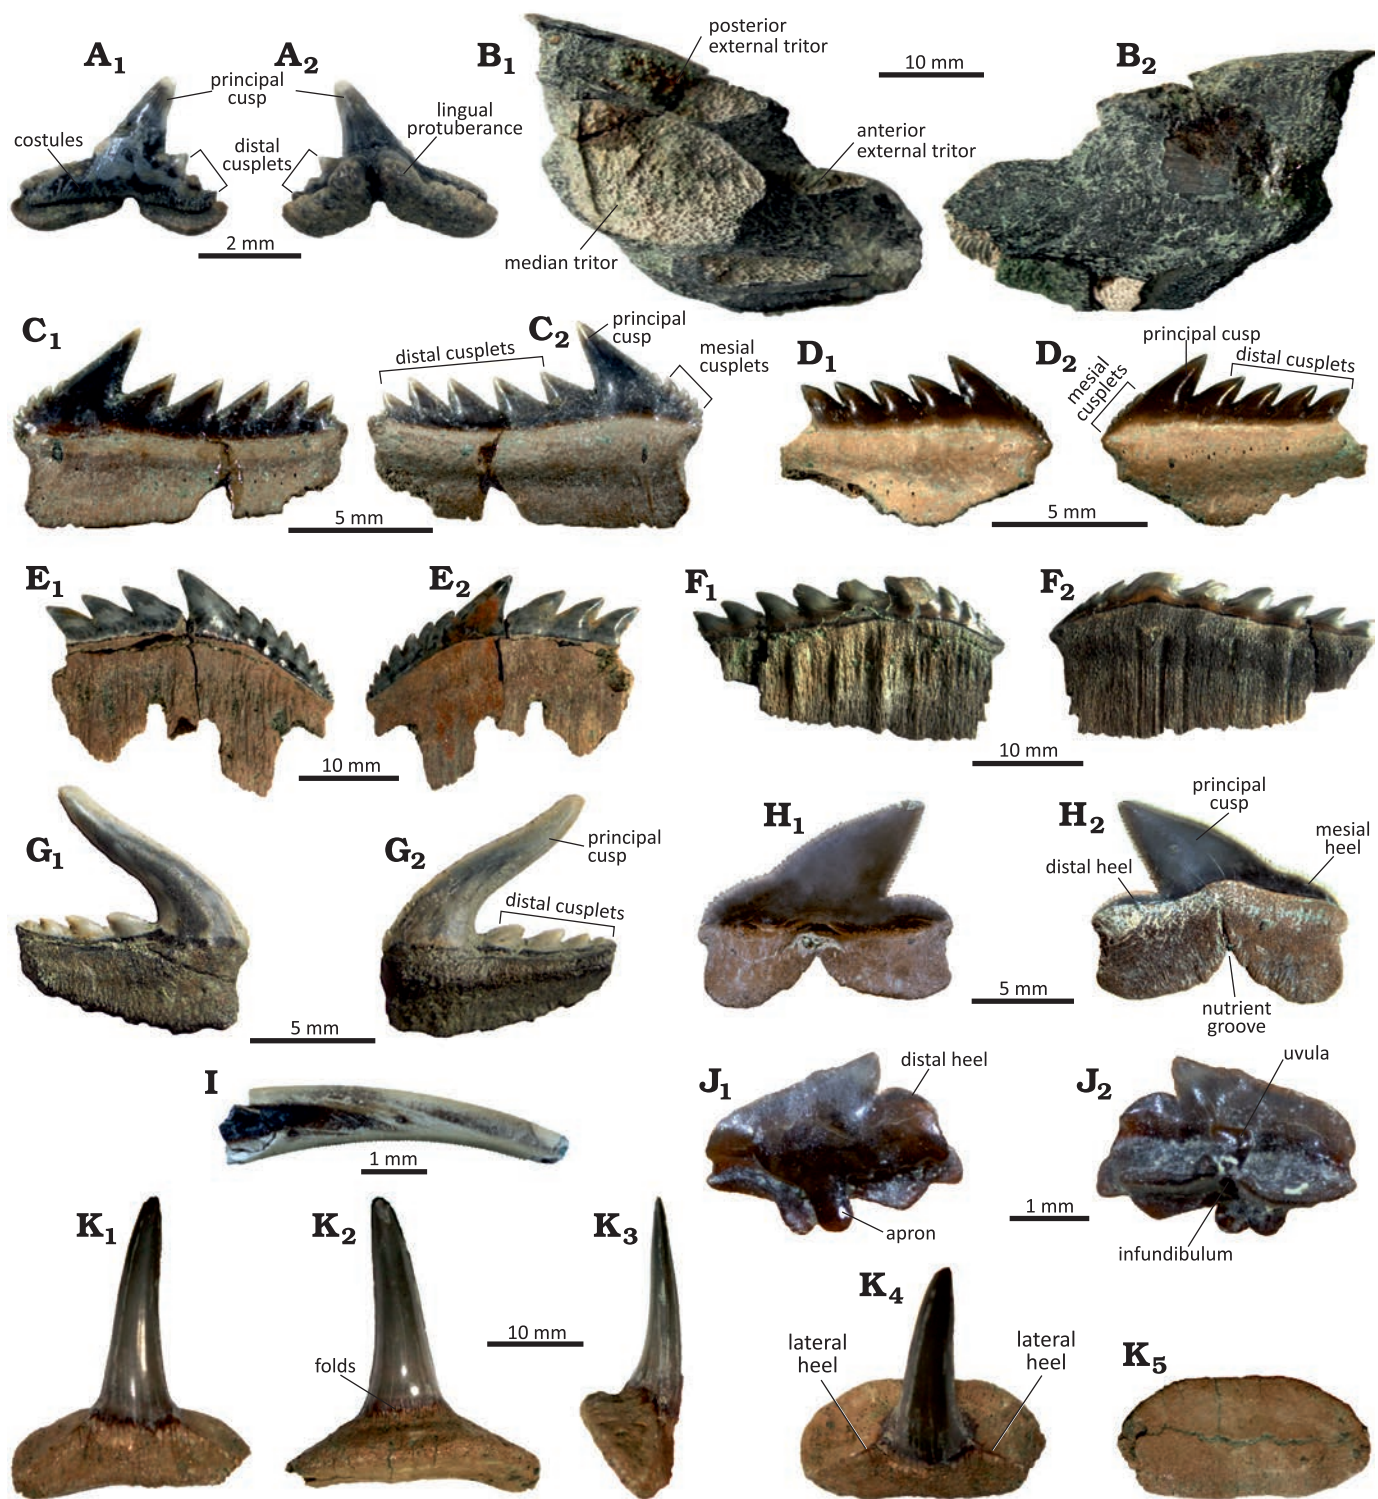 A1
A2
principal
cusp
costules
distal
cusplets
lingual
protuberance
2 mm
B1
posterior
external tritor
10 mm
B2
anterior
external tritor
median tritor
C1
C2
principal
cusp
distal cusplets
mesial
cusplets
5 mm
D1
D2
principal cusp
distal cusplets
mesial
cusplets
5 mm
E1
E2
10 mm
F1
F2
10 mm
G1
G2
principal
cusp
distal cusplets
5 mm
H1
H2
principal
cusp
mesial
heel
distal heel
5 mm
nutrient
groove
I
1 mm
J1
distal heel
apron
J2
uvula
1 mm
infundibulum
K1
K2
folds
10 mm
K3
K4
lateral
heel
lateral
heel
K5